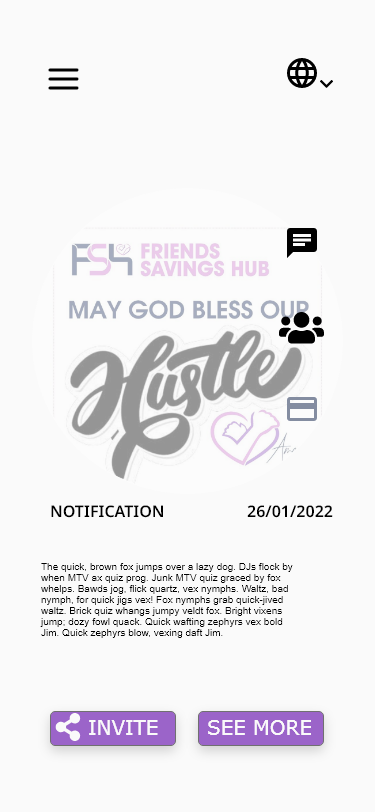 FSH FRIENDS
SAVINGS HUB
MAY GOD BLESS OUR
Hustle
NOTIFICATION 26/01/2022
The quick, brown fox jumps over a lazy dog. DJs flock by
when MTV ax quiz prog. Junk MTV quiz graced by fox
whelps. Bawds jog, flick quartz, vex nymphs. Waltz, bad
nymph, for quick jigs vex! Fox nymphs grab quick-jived
waltz. Brick quiz whangs jumpy veldt fox. Bright vixens
jump; dozy fowl quack. Quick wafting zephyrs vex bold
Jim. Quick zephyrs blow, vexing daft Jim.
INVITE SEE MORE